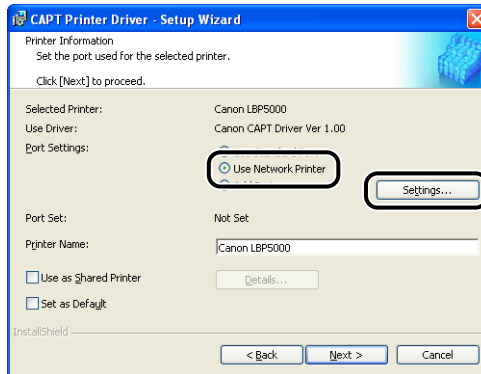 CAPT Printer Driver - Setup Wizard
Printer Information
Set the port used for the selected printer.
Click [Next] to proceed.
Selected Printer: Canon LBP5000
Use Driver: Canon CAPT Driver Ver 1.00
Port Settings:
Use Network Printer
Settings...
Port Set: Not Set
Printer Name: Canon LBP5000
Use as Shared Printer Details...
Set as Default
InstallShield
< Back Next > Cancel